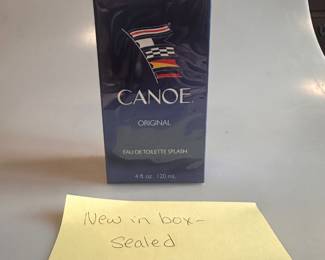 CANOE
ORIGINAL
EAU DE TOILETTE SPLASH
4 fl oz 120 mL
New in box-
Sealed